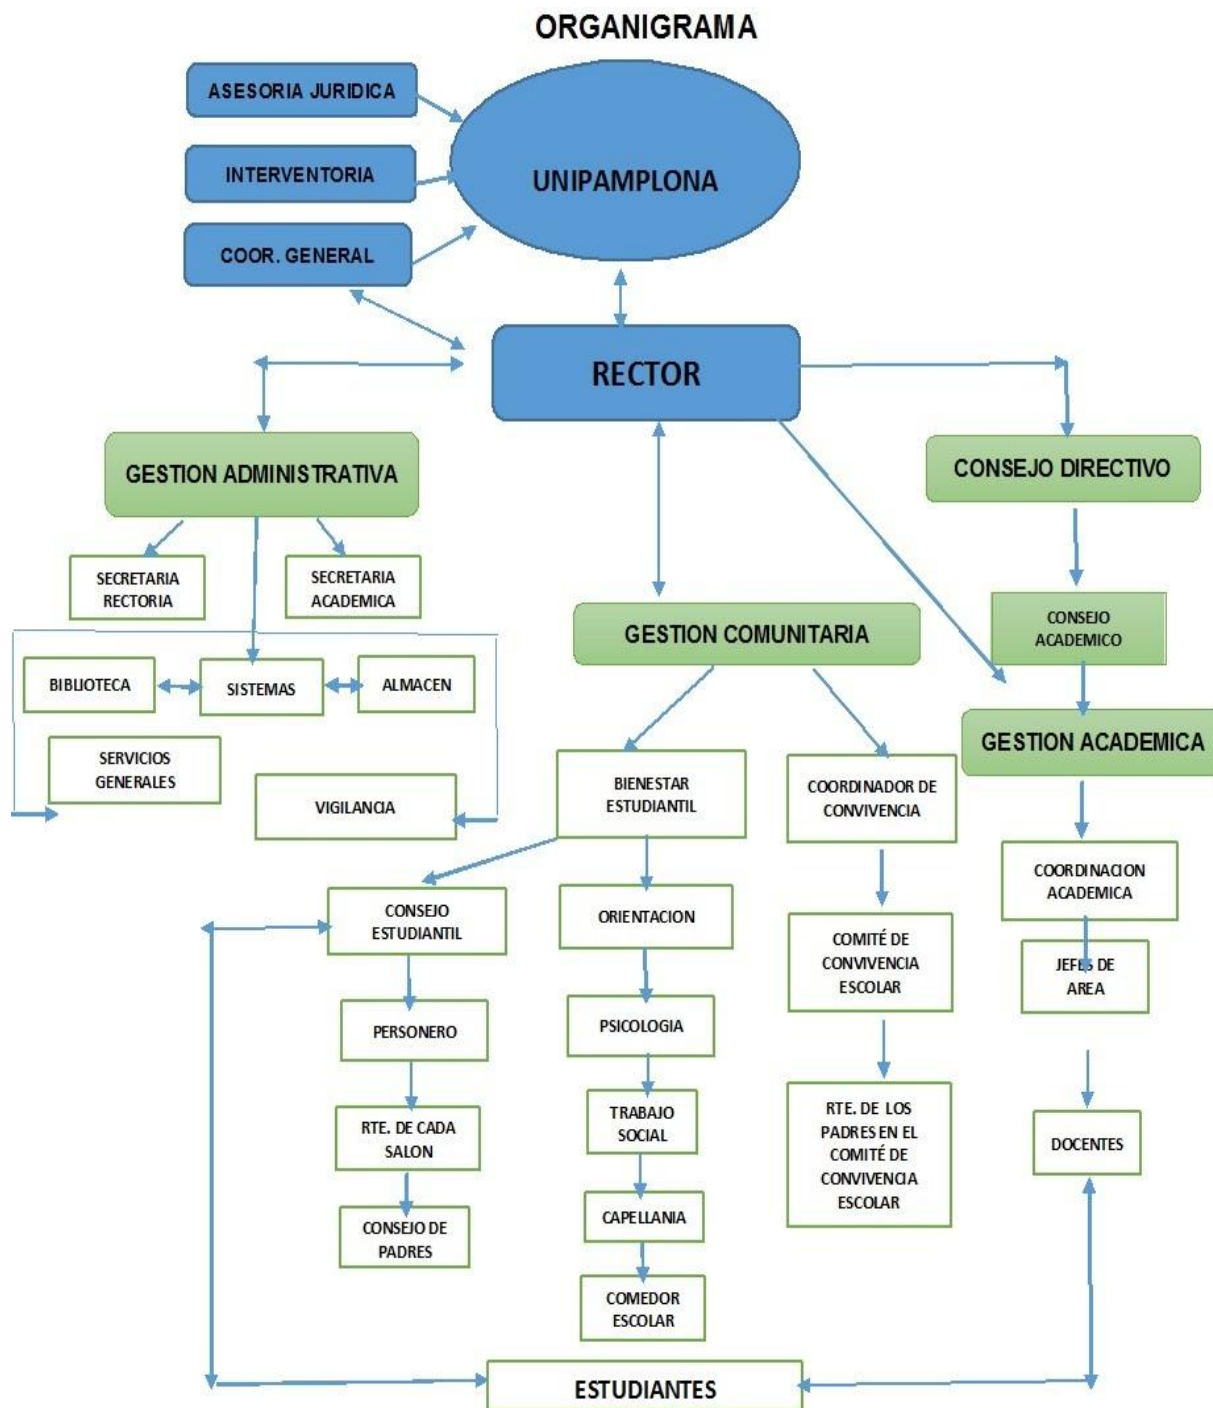 ORGANIGRAMA
ASESORIA JURIDICA
INTERVENTORIA
COOR. GENERAL
UNIPAMPLONA
RECTOR
GESTION ADMINISTRATIVA
CONSEJO DIRECTIVO
SECRETARIA
RECTORIA
SECRETARIA
ACADEMICA
GESTION COMUNITARIA
CONSEJO
ACADEMICO
BIBLIOTECA
SISTEMAS
ALMACEN
GESTION ACADEMICA
SERVICIOS
GENERALES
VIGILANCIA
BIENESTAR
ESTUDIANTIL
COORDINADOR DE
CONVIVENCIA
COORDINACION
ACADEMICA
CONSEJO
ESTUDIANTIL
ORIENTACION
COMITÉ DE
CONVIVENCIA
ESCOLAR
JEFES DE
AREA
PERSONERO
PSICOLOGIA
RTE. DE CADA
SALON
TRABAJO
SOCIAL
RTE. DE LOS
PADRES EN EL
COMITÉ DE
CONVIVENCIA
ESCOLAR
DOCENTES
CONSEJO DE
PADRES
CAPELLANIA
COMEDOR
ESCOLAR
ESTUDIANTES